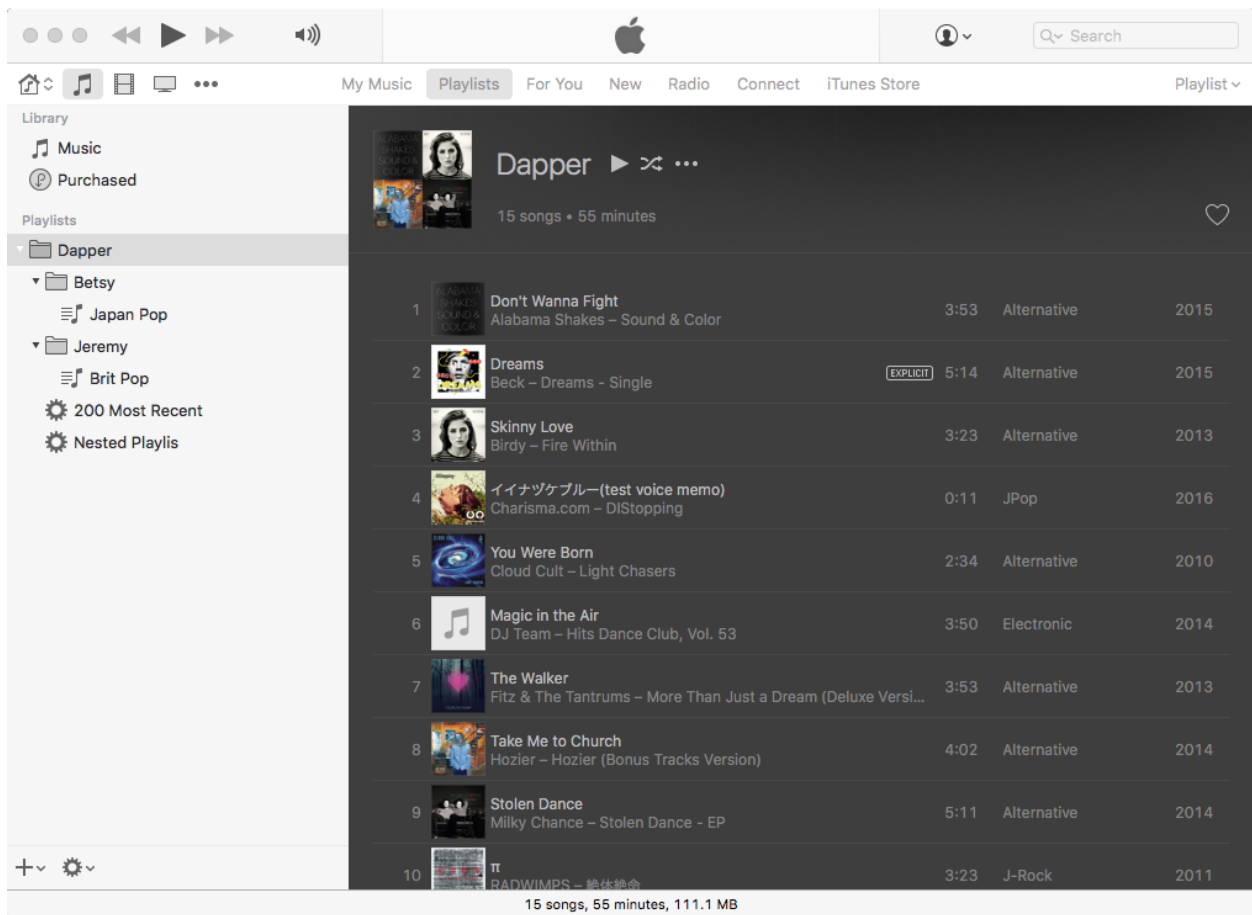 Search
My Music Playlists For You New Radio Connect iTunes Store Playlist
Library
Music
Purchased
Playlists
Dapper
Betsy
Japan Pop
Jeremy
Brit Pop
200 Most Recent
Nested Playlis
ALABAMA
SHAKES
SOUND &
COLOR
Dapper
15 songs • 55 minutes
1 Don't Wanna Fight 3:53 Alternative 2015
Alabama Shakes – Sound & Color
2 Dreams EXPLICIT 5:14 Alternative 2015
Beck – Dreams - Single
3 Skinny Love 3:23 Alternative 2013
Birdy – Fire Within
4 イイナヅケブルー(test voice memo) 0:11 JPop 2016
Charisma.com – DIStopping
5 You Were Born 2:34 Alternative 2010
Cloud Cult – Light Chasers
6 Magic in the Air 3:50 Electronic 2014
DJ Team – Hits Dance Club, Vol. 53
7 The Walker 3:53 Alternative 2013
Fitz & The Tantrums – More Than Just a Dream (Deluxe Versi...
8 Take Me to Church 4:02 Alternative 2014
Hozier – Hozier (Bonus Tracks Version)
9 Stolen Dance 5:11 Alternative 2014
Milky Chance – Stolen Dance - EP
10 π 3:23 J-Rock 2011
RADWIMPS – 絶体絶命
15 songs, 55 minutes, 111.1 MB